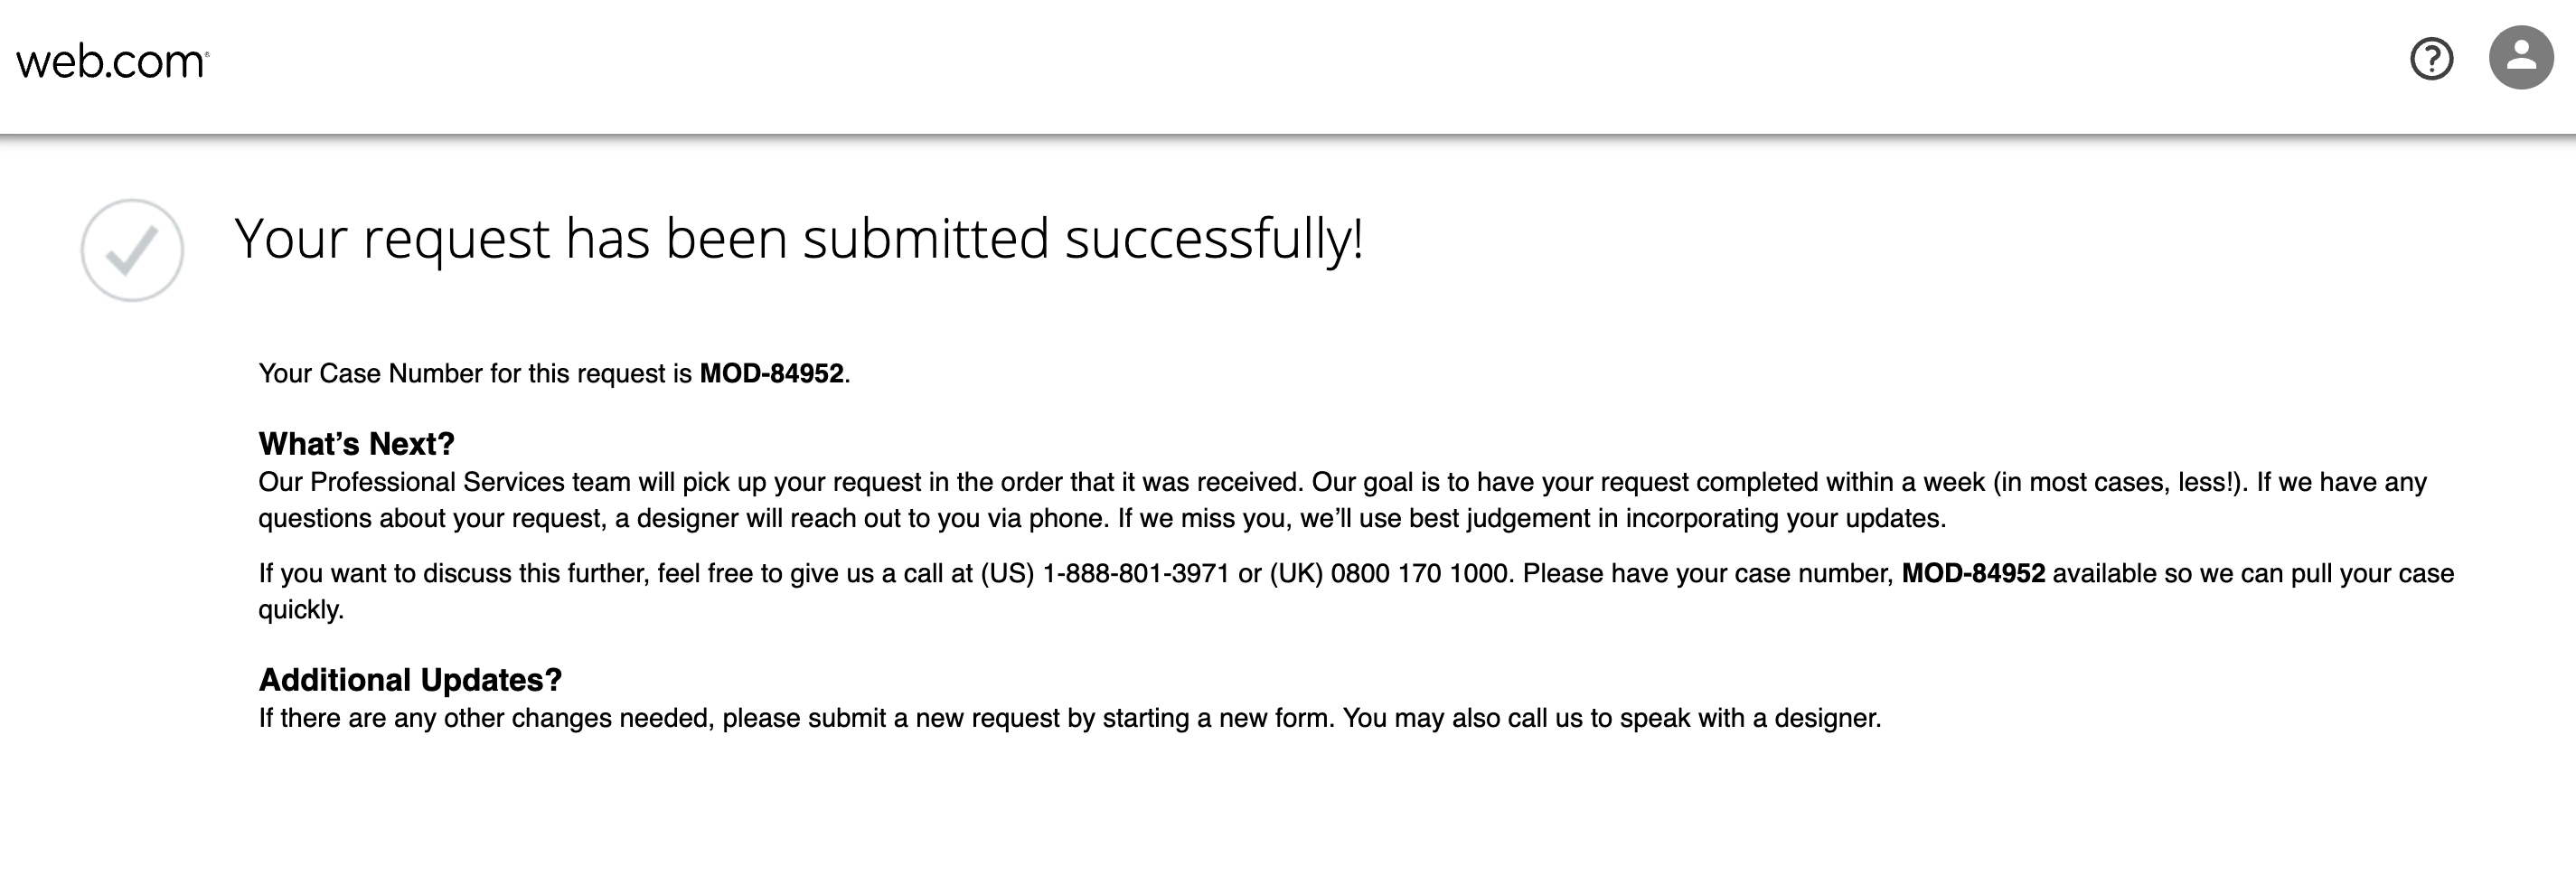 web.com
Your request has been submitted successfully!
Your Case Number for this request is MOD-84952.
What’s Next?
Our Professional Services team will pick up your request in the order that it was received. Our goal is to have your request completed within a week (in most cases, less!). If we have any
questions about your request, a designer will reach out to you via phone. If we miss you, we’ll use best judgement in incorporating your updates.
If you want to discuss this further, feel free to give us a call at (US) 1-888-801-3971 or (UK) 0800 170 1000. Please have your case number, MOD-84952 available so we can pull your case
quickly.
Additional Updates?
If there are any other changes needed, please submit a new request by starting a new form. You may also call us to speak with a designer.